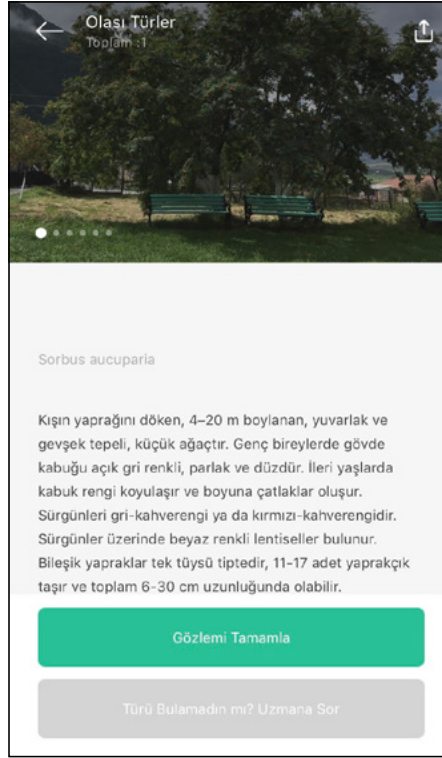 Olası Türler
Toplam :1
Sorbus aucuparia
Kışın yaprağını döken, 4–20 m boylanan, yuvarlak ve
gevşek tepeli, küçük ağaçtır. Genç bireylerde gövde
kabuğu açık gri renkli, parlak ve düzdür. İleri yaşlarda
kabuk rengi koyulaşır ve boyuna çatlaklar oluşur.
Sürgünleri gri-kahverengi ya da kırmızı-kahverengidir.
Sürgünler üzerinde beyaz renkli lentiseller bulunur.
Bileşik yapraklar tek tüysü tiptedir, 11-17 adet yaprakçık
taşır ve toplam 6-30 cm uzunluğunda olabilir.
Gözlemi Tamamla
Türü Bulamadın mı? Uzmana Sor